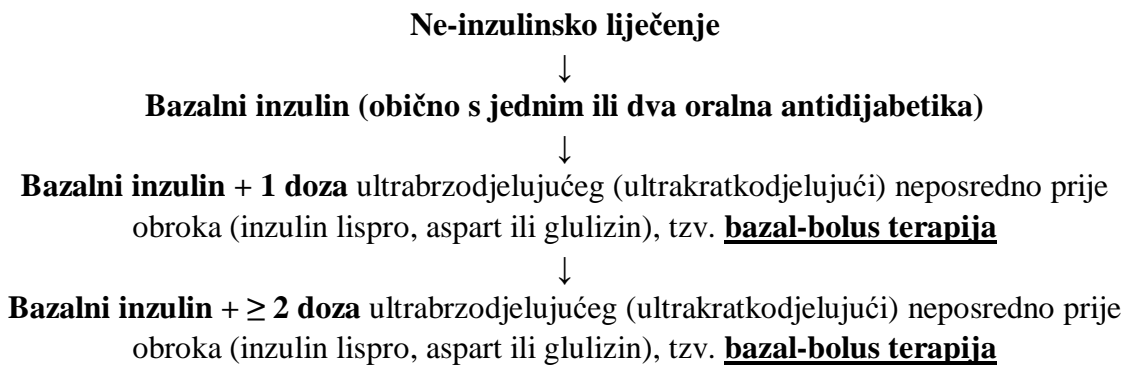 Ne-inzulinsko liječenje
↓
Bazalni inzulin (obično s jednim ili dva oralna antidijabetika)
↓
Bazalni inzulin + 1 doza ultrabrzodjelujućeg (ultrakratkodjelujući) neposredno prije
obroka (inzulin lispro, aspart ili glulizin), tzv. bazal-bolus terapija
↓
Bazalni inzulin + ≥ 2 doza ultrabrzodjelujućeg (ultrakratkodjelujući) neposredno prije
obroka (inzulin lispro, aspart ili glulizin), tzv. bazal-bolus terapija